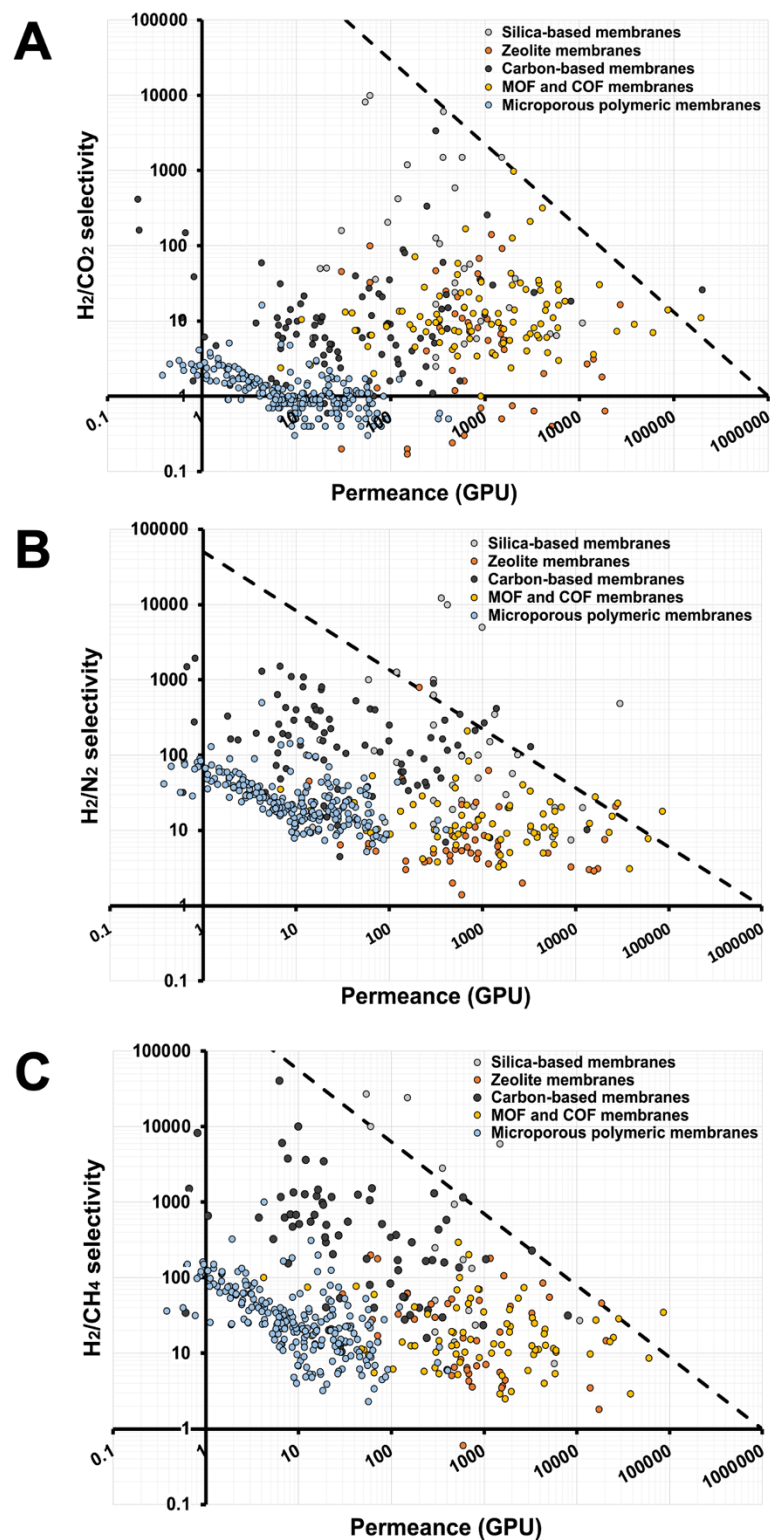 A
100000
10000
1000
100
10
1
0.1
H₂/CO₂ selectivity
Silica-based membranes
Zeolite membranes
Carbon-based membranes
MOF and COF membranes
Microporous polymeric membranes
0.1
1
10
100
1000
10000
100000
1000000
Permeance (GPU)
B
100000
10000
1000
100
10
1
0.1
H₂/N₂ selectivity
Silica-based membranes
Zeolite membranes
Carbon-based membranes
MOF and COF membranes
Microporous polymeric membranes
0.1
1
10
100
1000
10000
100000
1000000
Permeance (GPU)
C
100000
10000
1000
100
10
1
0.1
H₂/CH₄ selectivity
Silica-based membranes
Zeolite membranes
Carbon-based membranes
MOF and COF membranes
Microporous polymeric membranes
0.1
1
10
100
1000
10000
100000
1000000
Permeance (GPU)